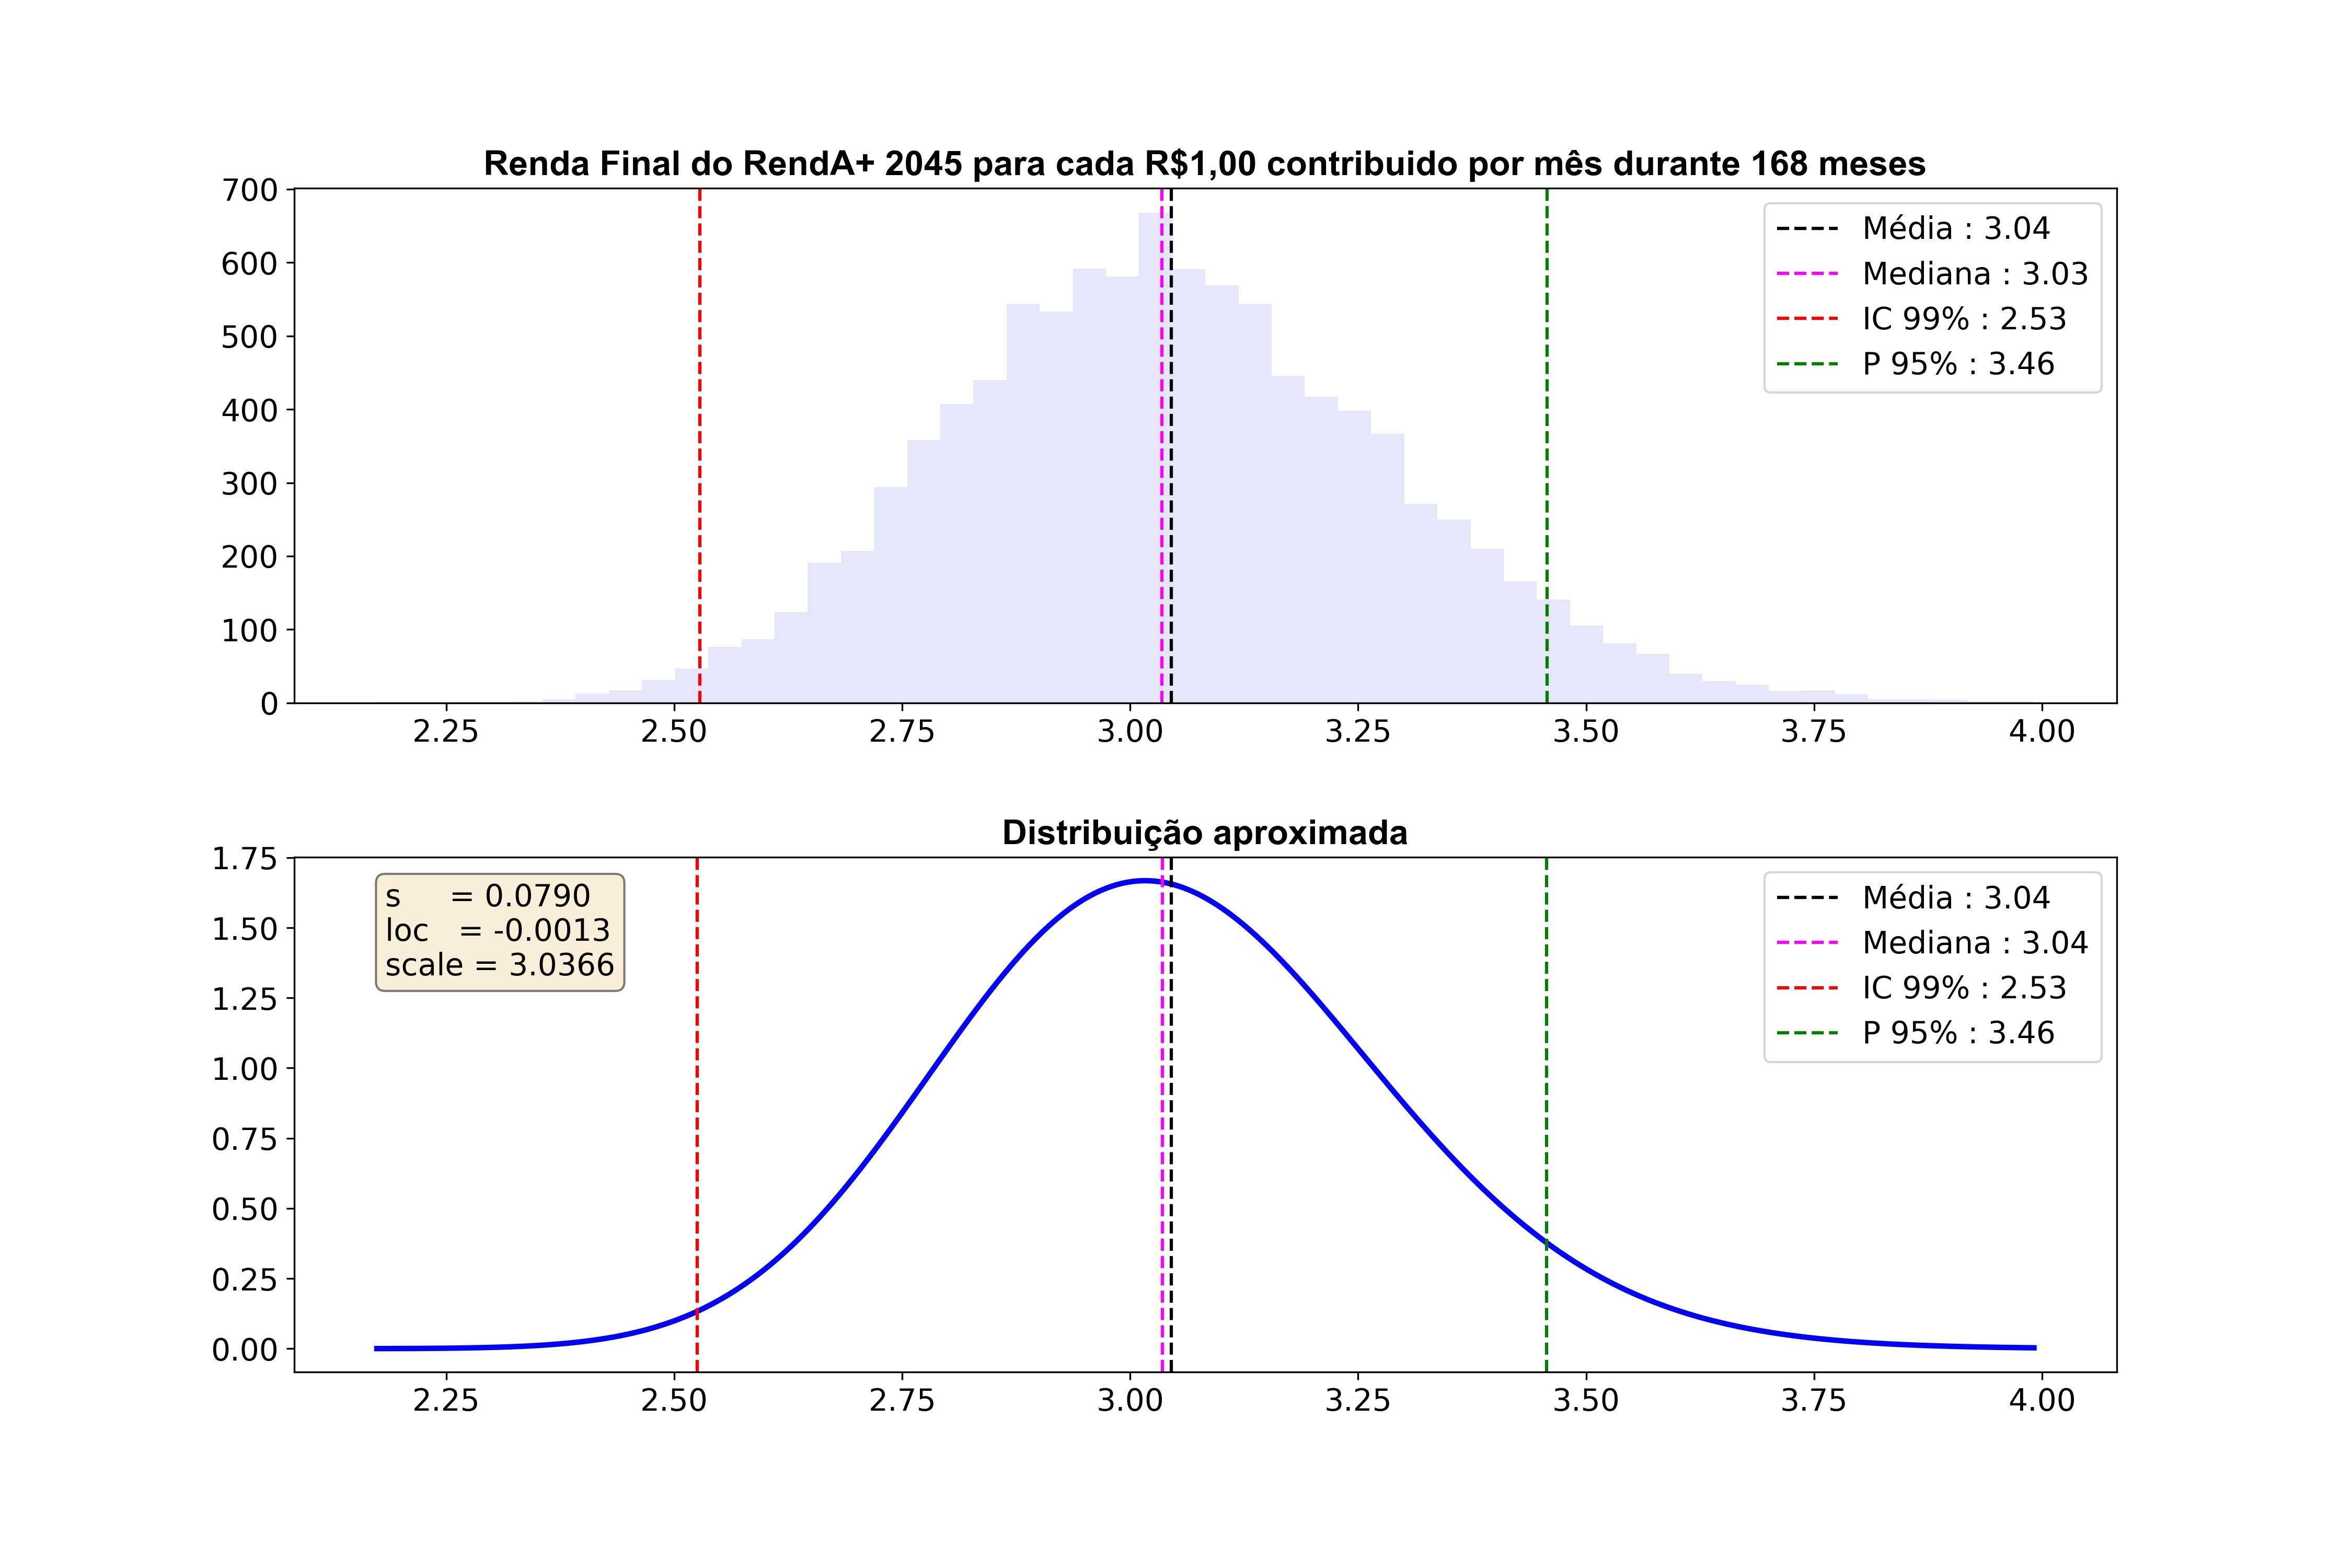 Renda Final do RendA+ 2045 para cada R$1,00 contribuido por mês durante 168 meses
700
600
500
400
300
200
100
0
Média : 3.04
Mediana : 3.03
IC 99% : 2.53
P 95% : 3.46
2.25 2.50 2.75 3.00 3.25 3.50 3.75 4.00
Distribuição aproximada
1.75
1.50
1.25
1.00
0.75
0.50
0.25
0.00
s = 0.0790
loc = -0.0013
scale = 3.0366
Média : 3.04
Mediana : 3.04
IC 99% : 2.53
P 95% : 3.46
2.25 2.50 2.75 3.00 3.25 3.50 3.75 4.00